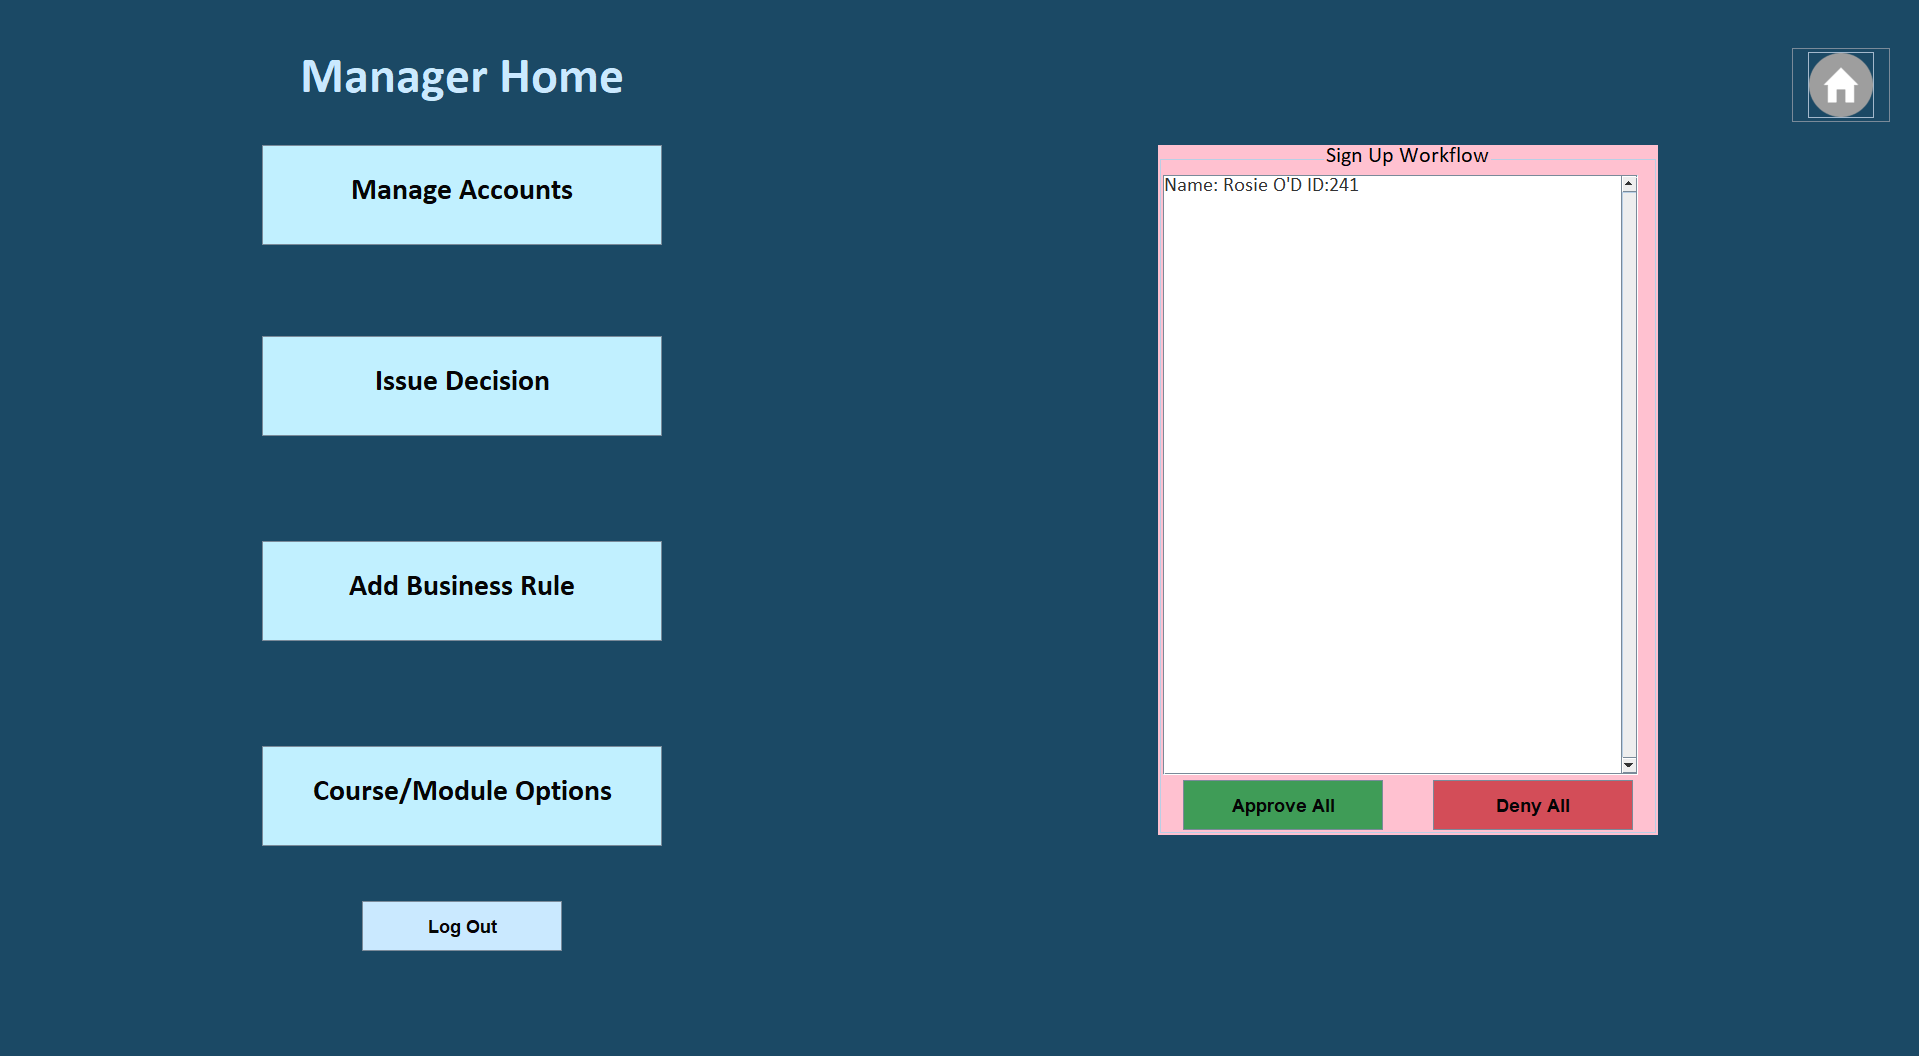 Manager Home
Manage Accounts
Issue Decision
Add Business Rule
Course/Module Options
Log Out
Sign Up Workflow
Name: Rosie O'D ID:241
Approve All
Deny All